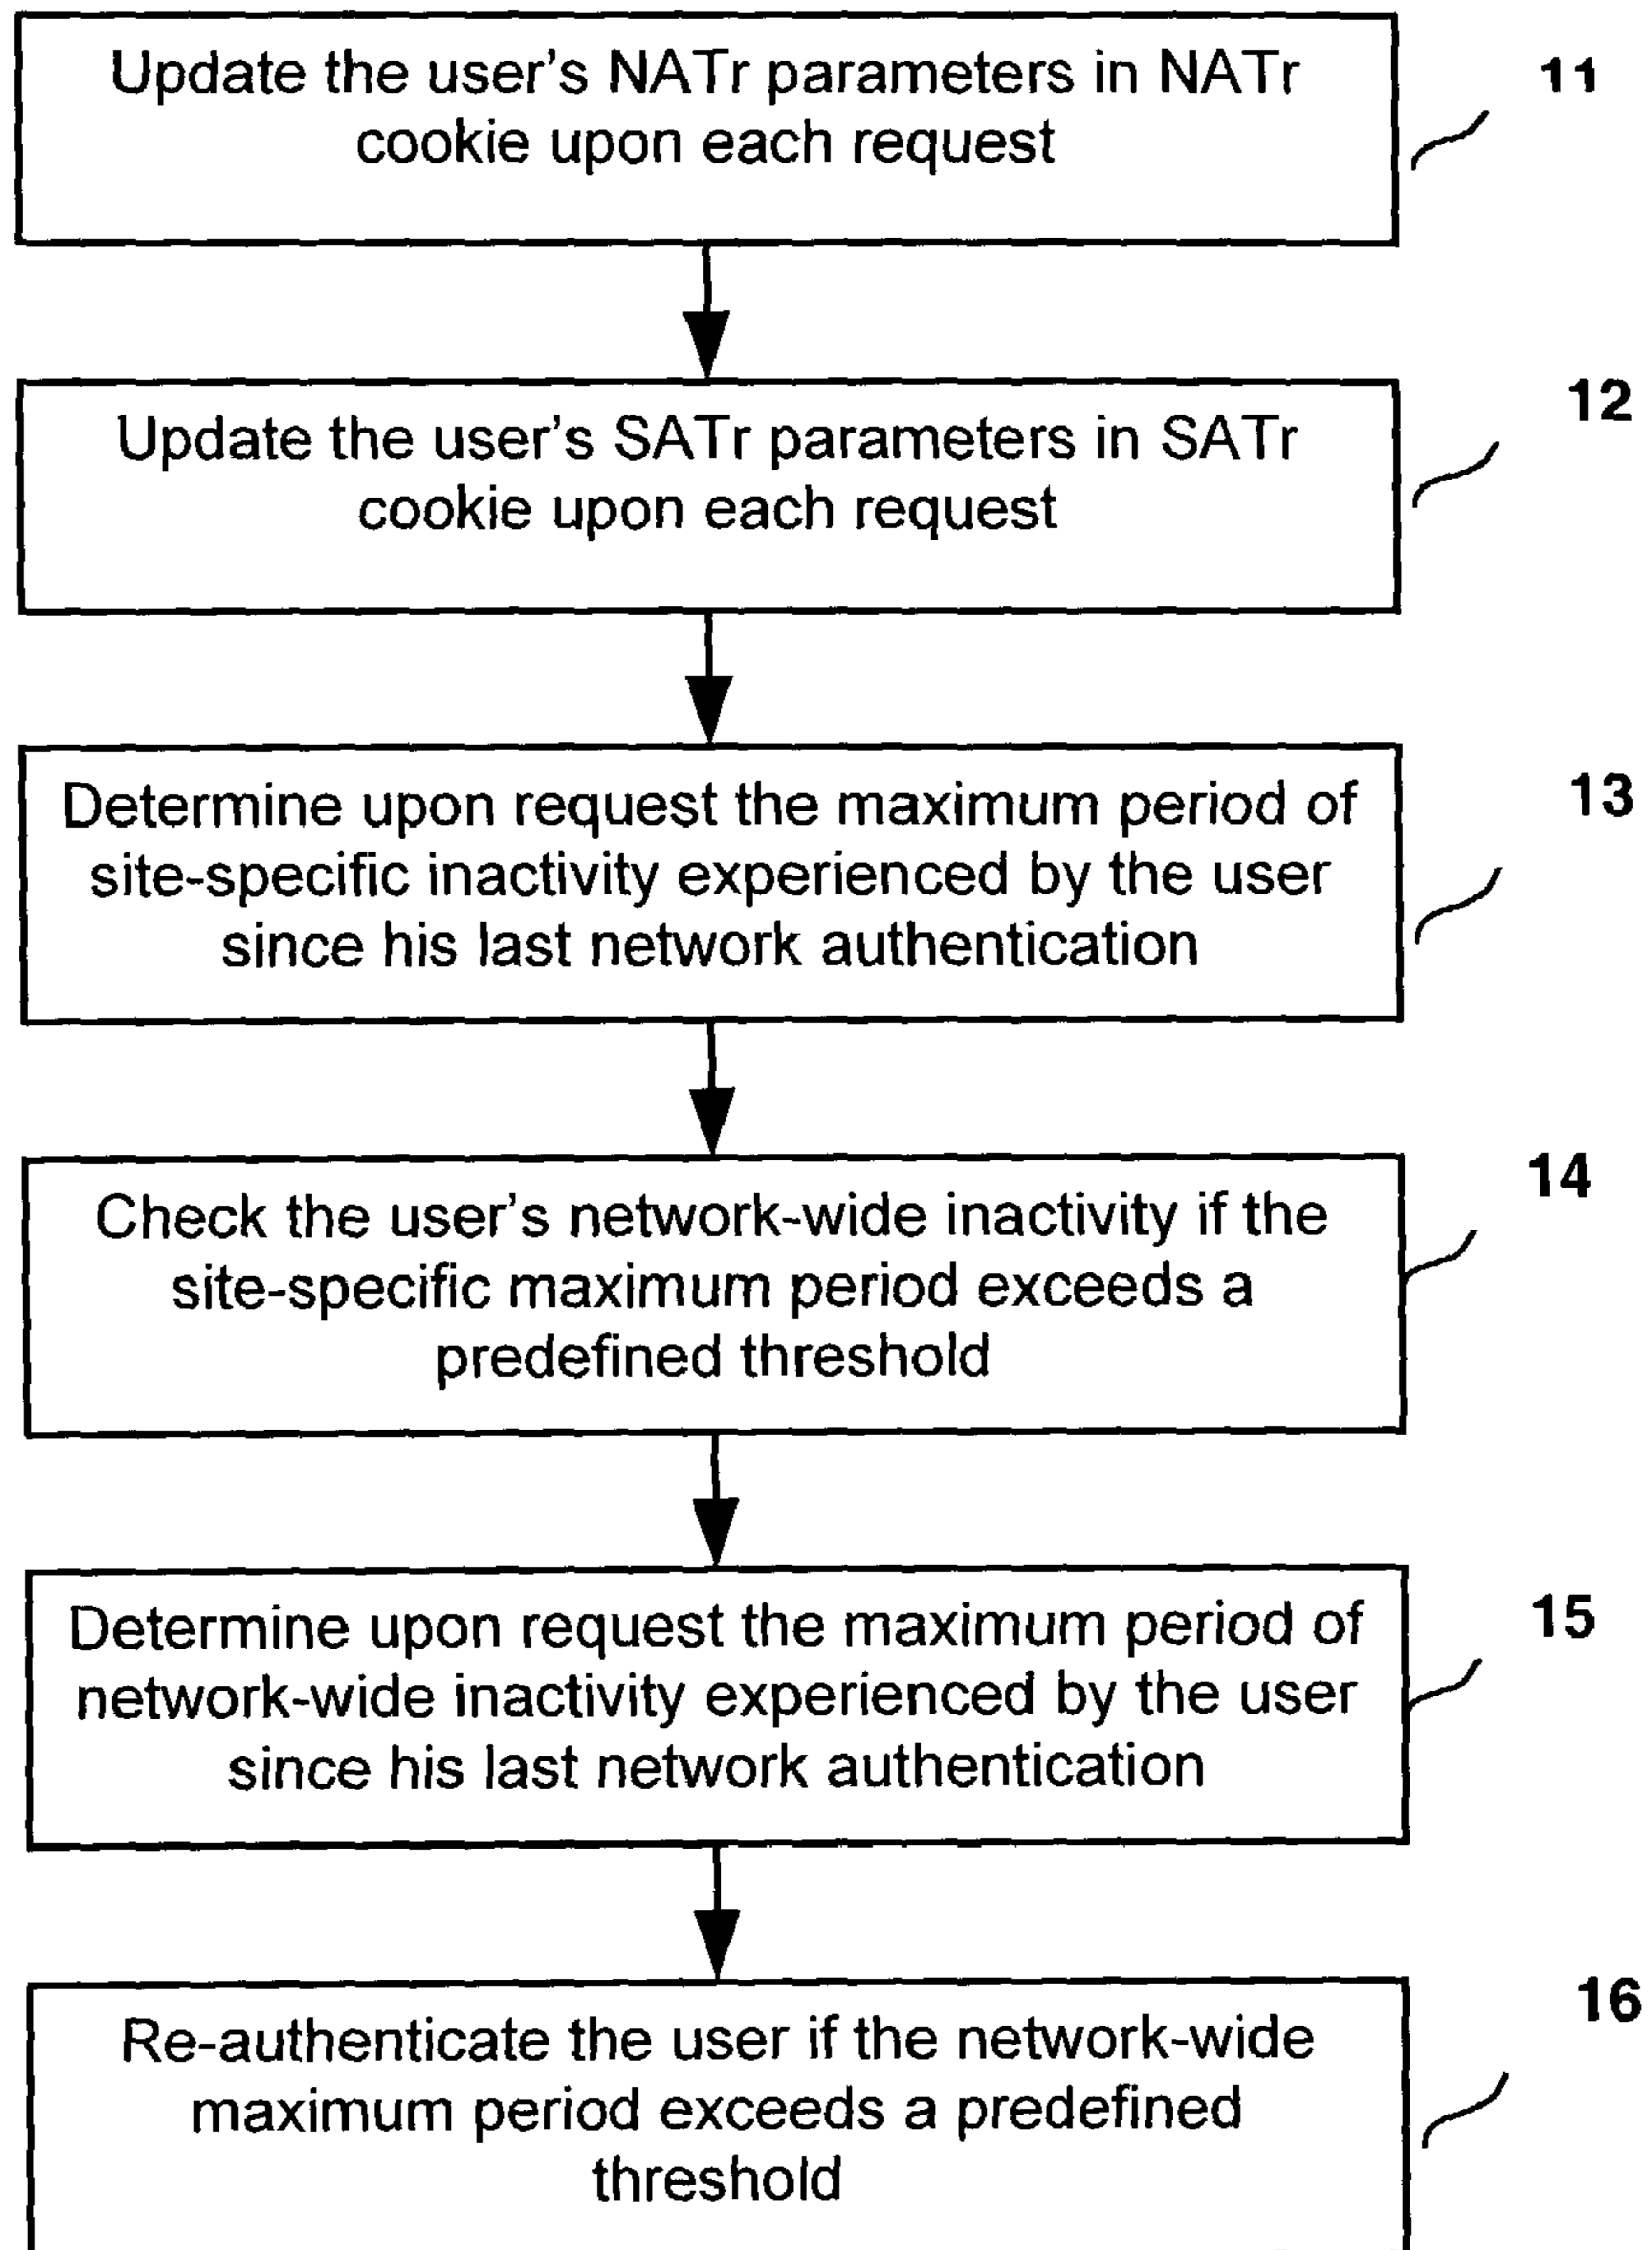 Update the user's NATr parameters in NATr
cookie upon each request
11
Update the user's SATr parameters in SATr
cookie upon each request
12
Determine upon request the maximum period of
site-specific inactivity experienced by the user
since his last network authentication
13
Check the user's network-wide inactivity if the
site-specific maximum period exceeds a
predefined threshold
14
Determine upon request the maximum period of
network-wide inactivity experienced by the user
since his last network authentication
15
Re-authenticate the user if the network-wide
maximum period exceeds a predefined
threshold
16